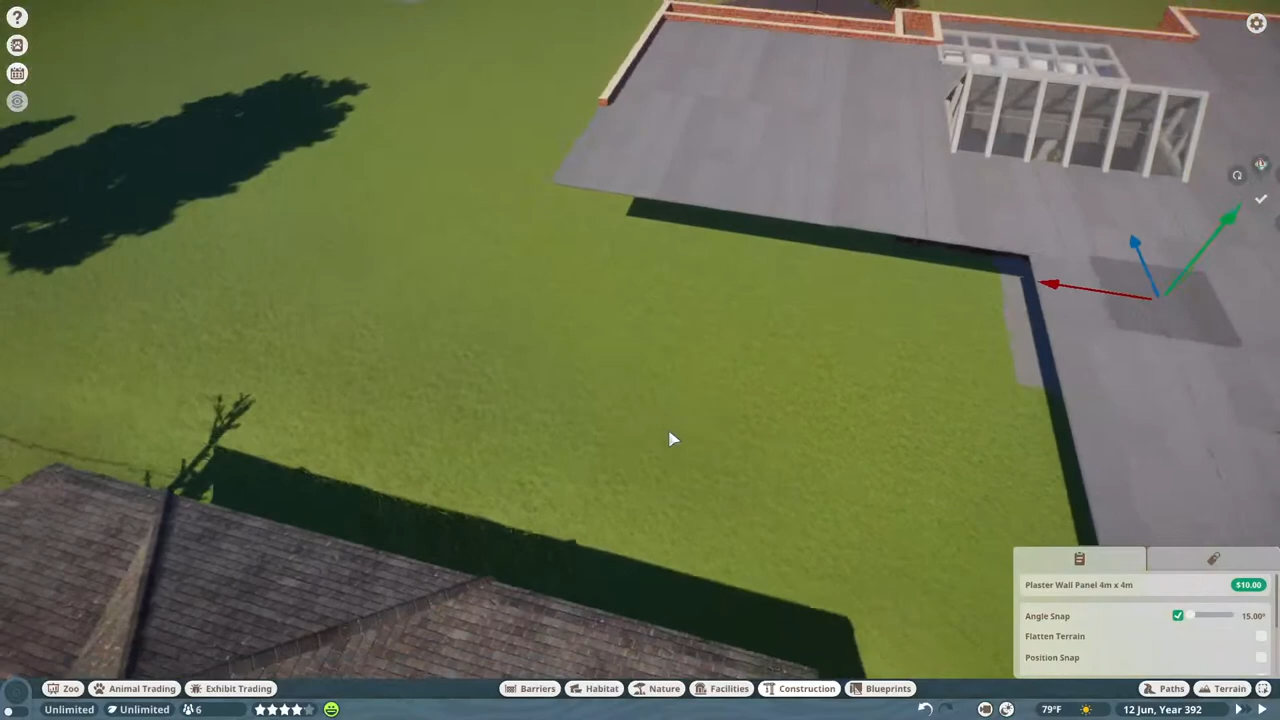 ?
Plaster Wall Panel 4m x 4m $10.00
Angle Snap 15.00°
Flatten Terrain
Position Snap
Zoo Animal Trading Exhibit Trading Barriers Habitat Nature Facilities Construction Blueprints Paths Terrain
Unlimited Unlimited 6 79°F 12 Jun, Year 392